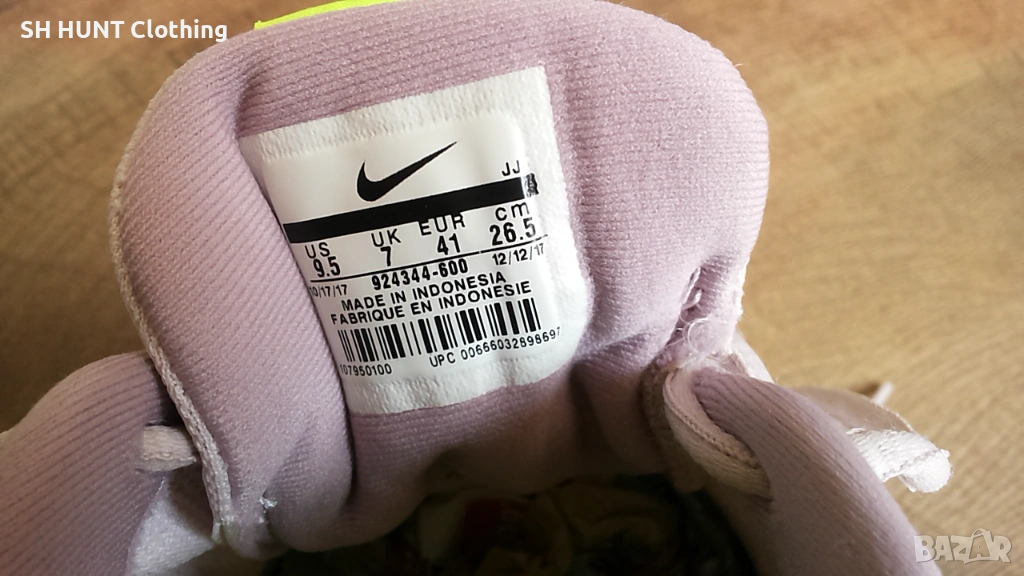 SH HUNT Clothing
JJ
US UK EUR cm
9.5 7 41 26.5
10/17/17 924344-600 12/12/17
MADE IN INDONESIA
FABRIQUE EN INDONÉSIE
107950100 UPC 00666032898697
BAZAR